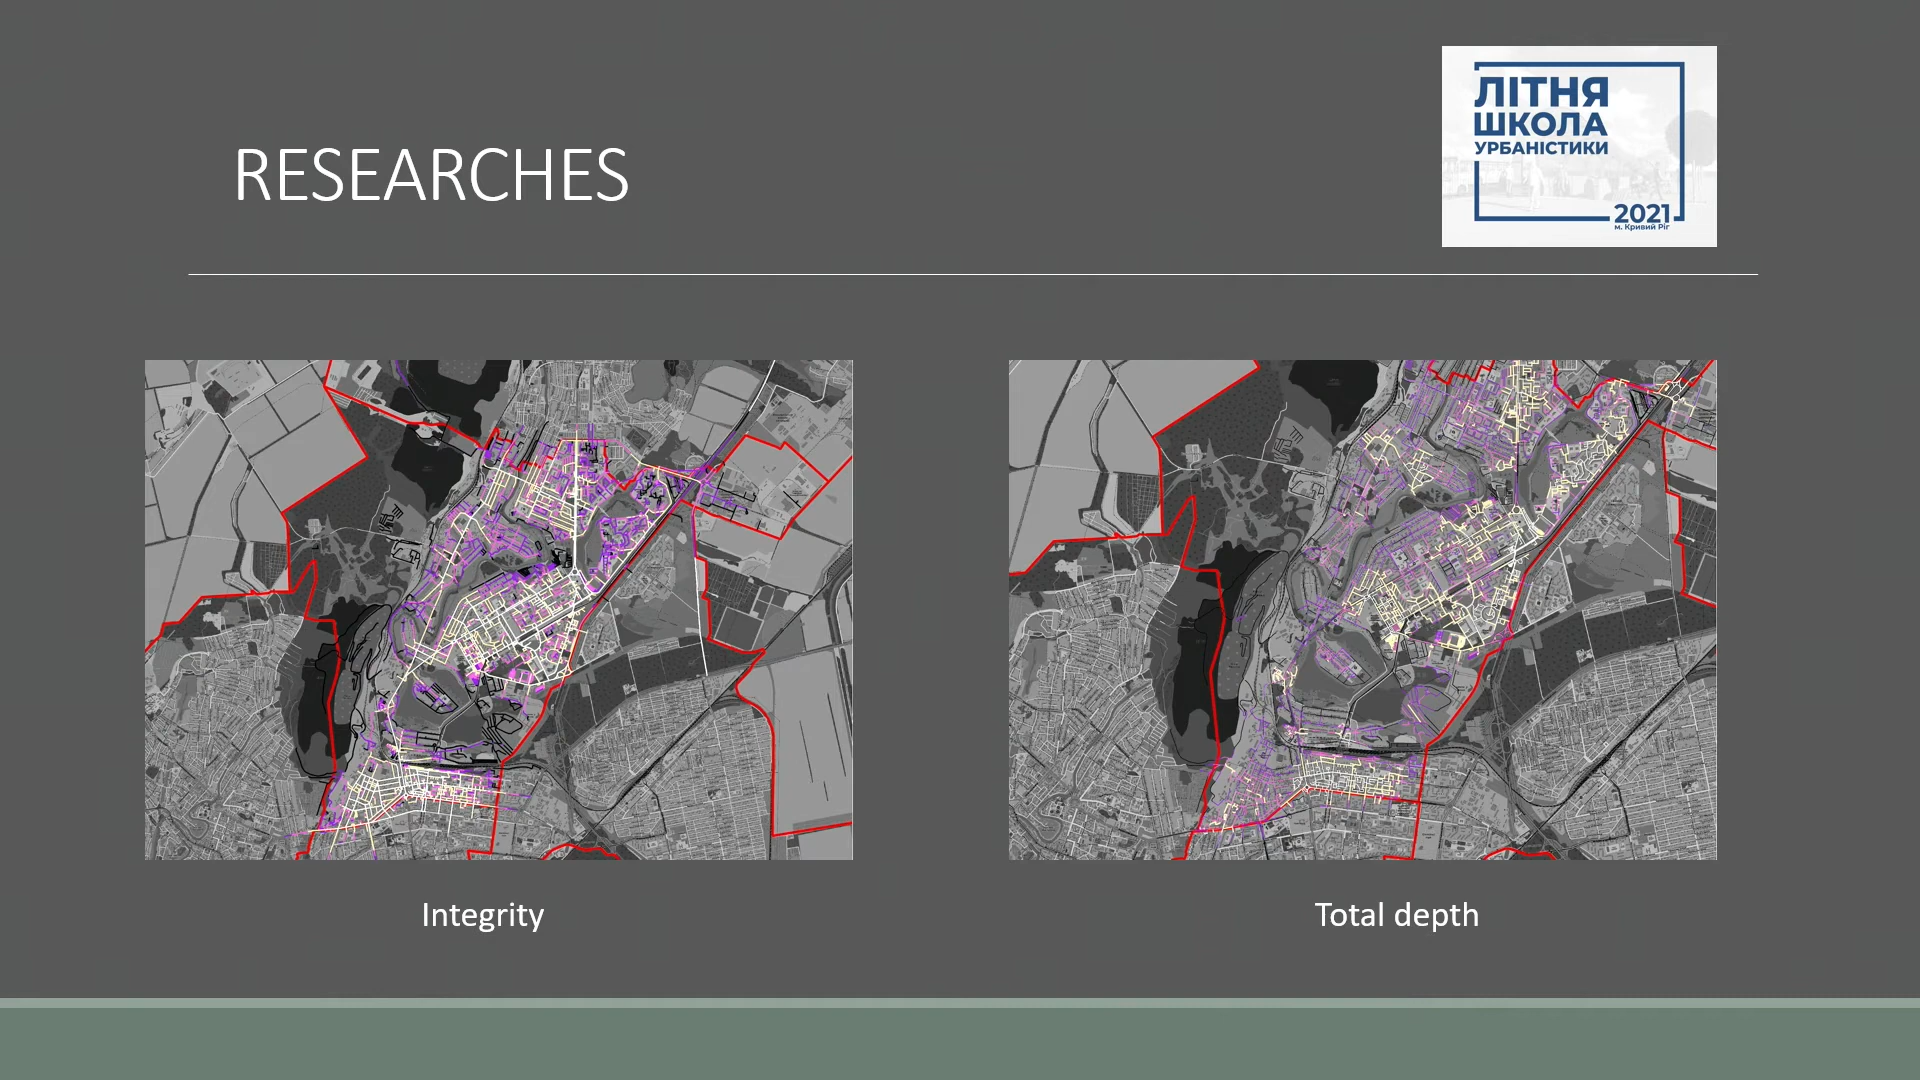 RESEARCHES
ЛІТНЯ
ШКОЛА
УРБАНІСТИКИ
2021
м. Кривий Ріг
Integrity
Total depth